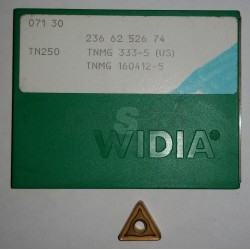 071 30
236 62 526 74
TN250 TNMG 333-5 (US)
TNMG 160412-5
WIDIA®